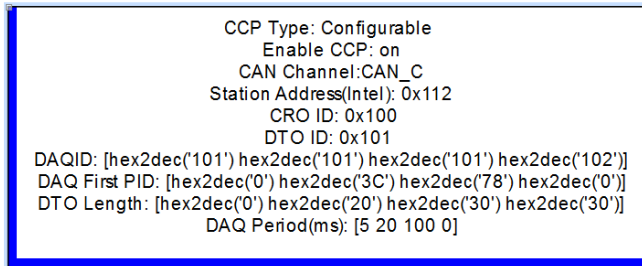 CCP Type: Configurable
Enable CCP: on
CAN Channel:CAN_C
Station Address(Intel): 0x112
CRO ID: 0x100
DTO ID: 0x101
DAQID: [hex2dec('101') hex2dec('101') hex2dec('101') hex2dec('102')]
DAQ First PID: [hex2dec('0') hex2dec('3C') hex2dec('78') hex2dec('0')]
DTO Length: [hex2dec('0') hex2dec('20') hex2dec('30') hex2dec('30')]
DAQ Period(ms): [5 20 100 0]